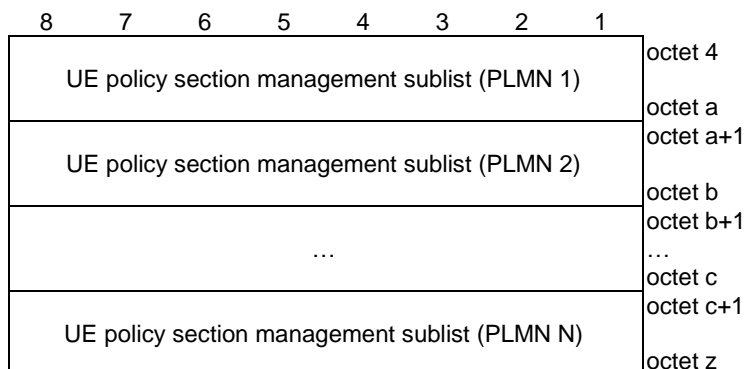 8 7 6 5 4 3 2 1
octet 4
UE policy section management sublist (PLMN 1)
octet a
octet a+1
UE policy section management sublist (PLMN 2)
octet b
octet b+1
… …
octet c
octet c+1
UE policy section management sublist (PLMN N)
octet z